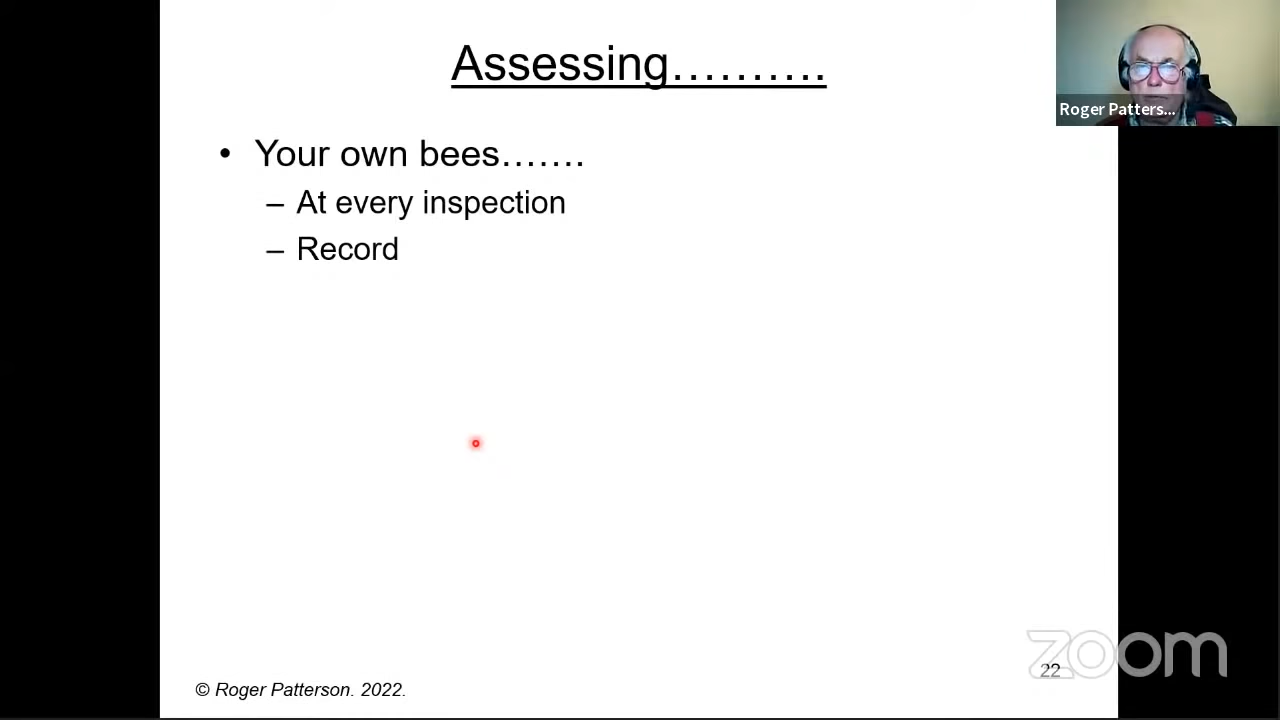 Assessing……….
Roger Patters...
• Your own bees…….
– At every inspection
– Record
zoom
22
© Roger Patterson. 2022.